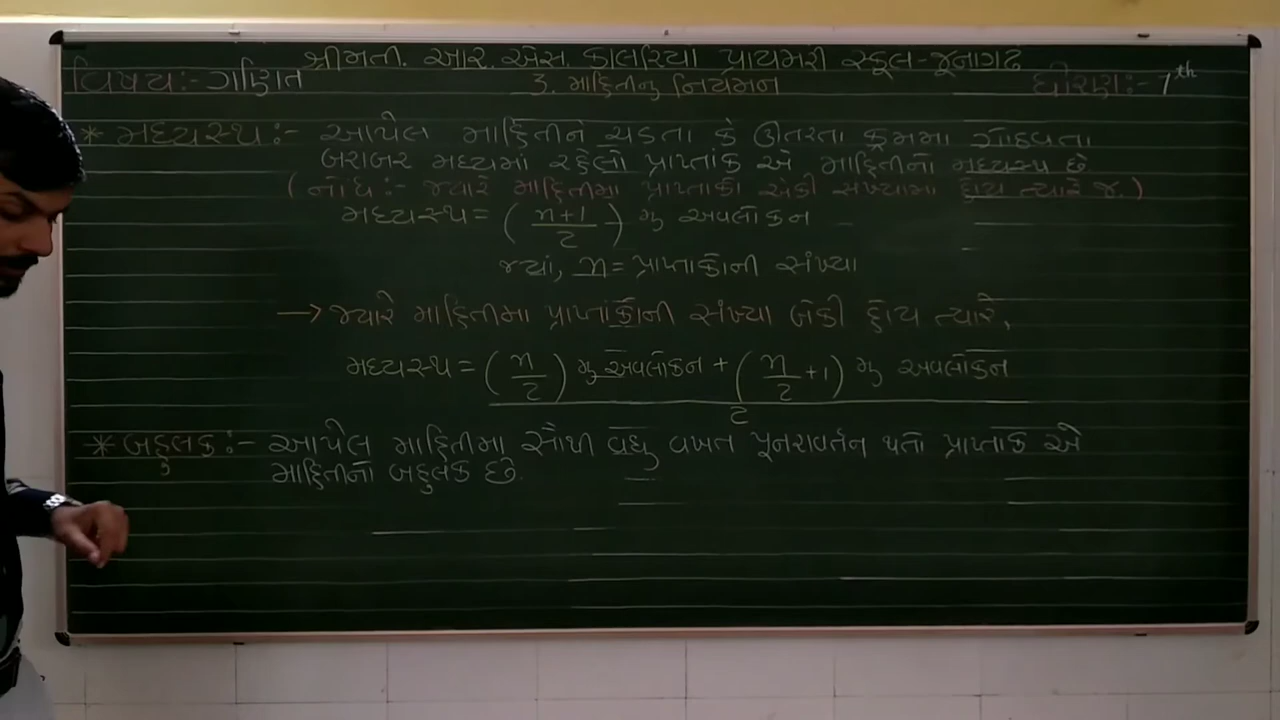 શ્રીમતી. આર. એસ. કાલરિયા પ્રાયમરી સ્કૂલ-જૂનાગઢ
વિષય:- ગણિત
3. માહિતીનુ નિયમન
ધોરણ:- 7th
* મધ્યસ્થ:- આપેલ માહિતીને ચડતા કે ઊતરતા ક્રમમા ગોઠવતા
બરાબર મધ્યમાં રહેલો પ્રાપ્તાંક એ માહિતીનો મધ્યસ્થ છે
(નોંધ:- જ્યારે માહિતીમા પ્રાપ્તાકો એકી સંખ્યામાં હોય ત્યારે જ.)
મધ્યસ્થ = (n+1/2) મુ અવલોકન
જ્યાં, n = પ્રાપ્તાંકોની સંખ્યા
→ જ્યારે માહિતીમા પ્રાપ્તાંકોની સંખ્યા બેકી હોય ત્યારે,
મધ્યસ્થ = (n/2) મુ અવલોકન + (n/2 +1) મુ અવલોકન
2
* બહુલક:- આપેલ માહિતીમા સૌથી વધુ વખત પૂનરાવર્તન થતો પ્રાપ્તાંક એ
માહિતીનો બહુલક છે.